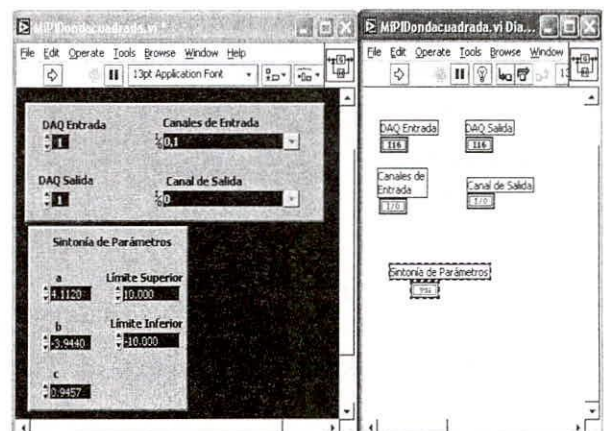 MiPIDondacuadrada.vi *
File Edit Operate Tools Browse Window Help
13pt Application Font
DAQ Entrada
1
Canales de Entrada
0,1
DAQ Salida
1
Canal de Salida
0
Sintonía de Parámetros
a
4.1120
Límite Superior
10.000
b
-3.9440
Límite Inferior
-10.000
c
0.9457
MiPIDondacuadrada.vi Dia...
File Edit Operate Tools Browse Window
13
DAQ Entrada
I16
DAQ Salida
I16
Canales de
Entrada
I/O
Canal de Salida
I/O
Sintonía de Parámetros